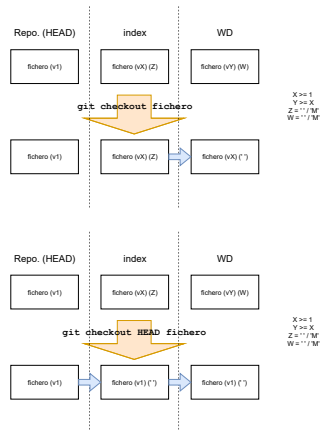 Repo. (HEAD) index WD
fichero (v1) fichero (vX) (Z) fichero (vY) (W)
git checkout fichero
X >= 1
Y >= X
Z = ' ' / 'M'
W = ' ' / 'M'
fichero (v1) fichero (vX) (Z) fichero (vX) (' ')
Repo. (HEAD) index WD
fichero (v1) fichero (vX) (Z) fichero (vY) (W)
git checkout HEAD fichero
X >= 1
Y >= X
Z = ' ' / 'M'
W = ' ' / 'M'
fichero (v1) fichero (v1) (' ') fichero (v1) (' ')